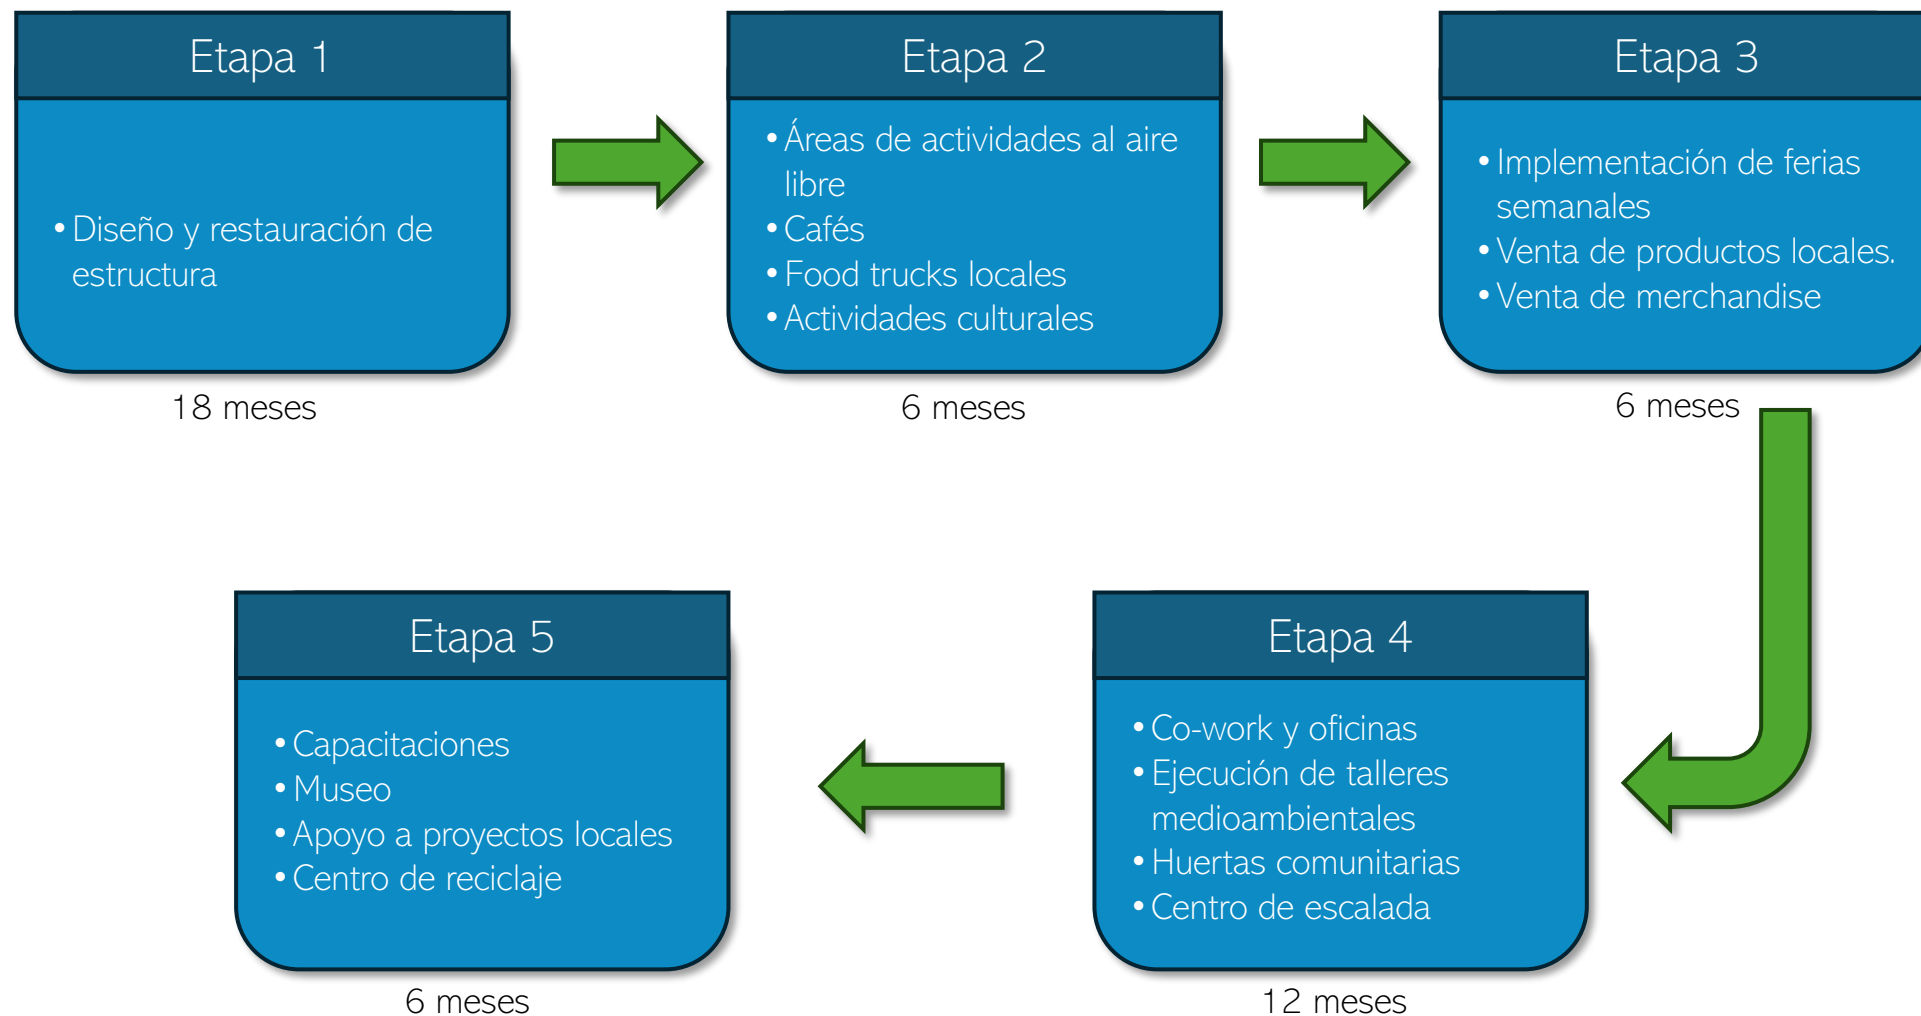 Etapa 1
• Diseño y restauración de
estructura
18 meses
Etapa 2
• Áreas de actividades al aire
libre
• Cafés
• Food trucks locales
• Actividades culturales
6 meses
Etapa 3
• Implementación de ferias
semanales
• Venta de productos locales.
• Venta de merchandise
6 meses
Etapa 4
• Co-work y oficinas
• Ejecución de talleres
medioambientales
• Huertas comunitarias
• Centro de escalada
12 meses
Etapa 5
• Capacitaciones
• Museo
• Apoyo a proyectos locales
• Centro de reciclaje
6 meses